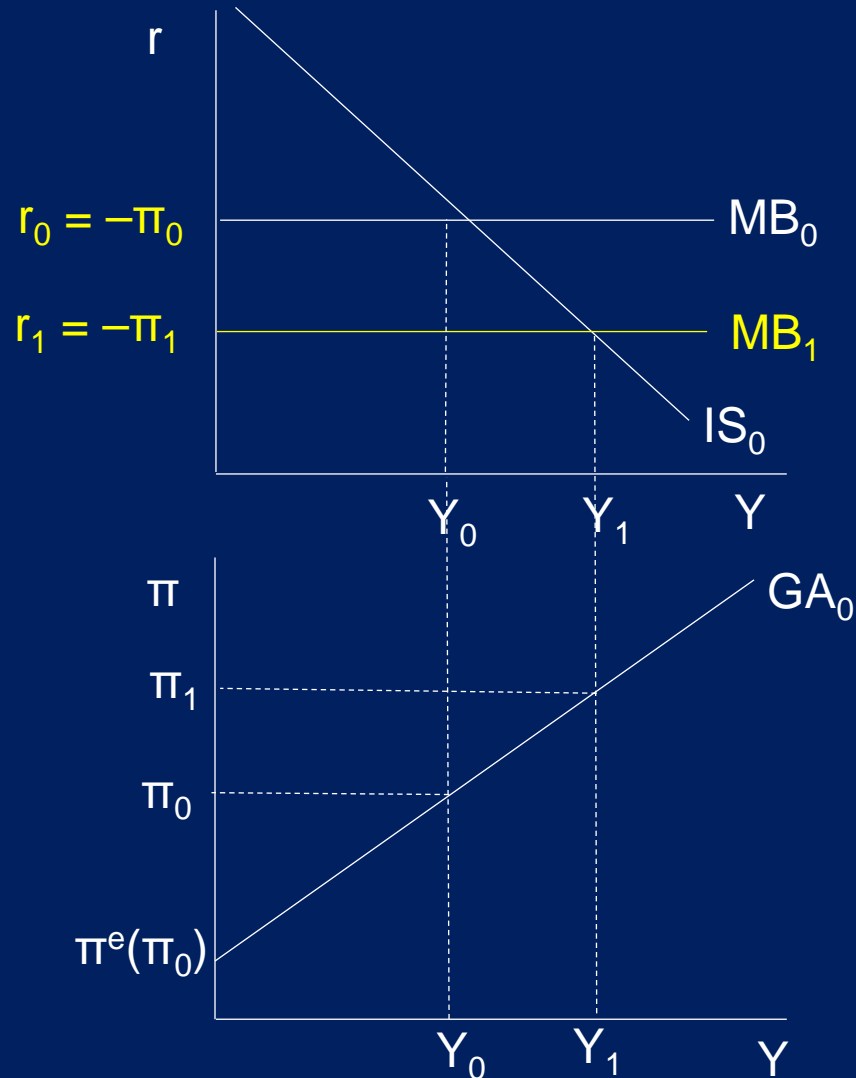 r
r₀ = −π₀
MB₀
r₁ = −π₁
MB₁
IS₀
Y₀ Y₁ Y
π
GA₀
π₁
π₀
πᵉ(π₀)
Y₀ Y₁ Y